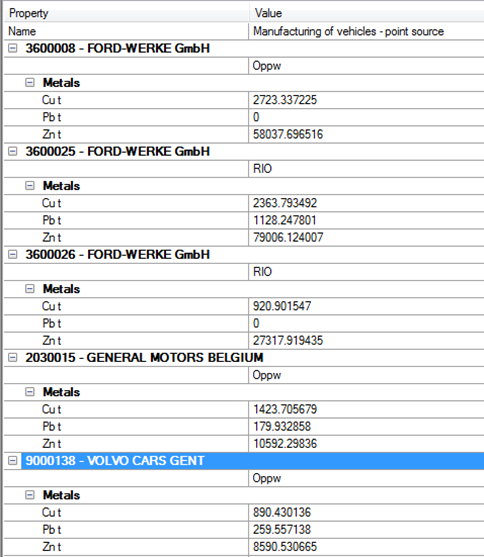 Property Value
Name Manufacturing of vehicles - point source
3600008 - FORD-WERKE GmbH
Oppw
Metals
Cu t 2723.337225
Pb t 0
Zn t 58037.696516
3600025 - FORD-WERKE GmbH
RIO
Metals
Cu t 2363.793492
Pb t 1128.247801
Zn t 79006.124007
3600026 - FORD-WERKE GmbH
RIO
Metals
Cu t 920.901547
Pb t 0
Zn t 27317.919435
2030015 - GENERAL MOTORS BELGIUM
Oppw
Metals
Cu t 1423.705679
Pb t 179.932858
Zn t 10592.29836
9000138 - VOLVO CARS GENT
Oppw
Metals
Cu t 890.430136
Pb t 259.557138
Zn t 8590.530665